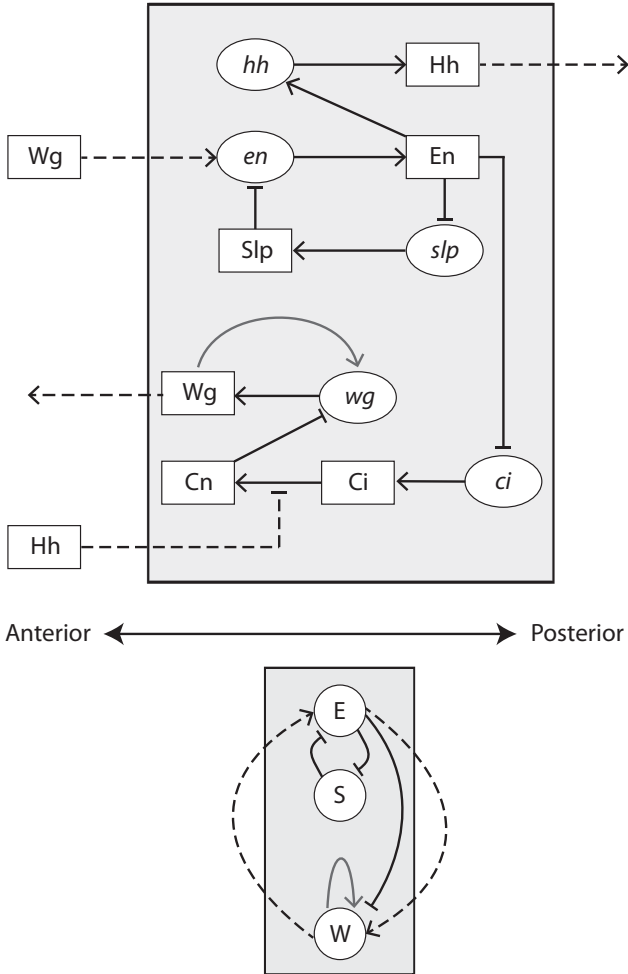 hh
Hh
Wg
en
En
Slp
slp
Wg
wg
Cn
Ci
ci
Hh
Anterior
Posterior
E
S
W